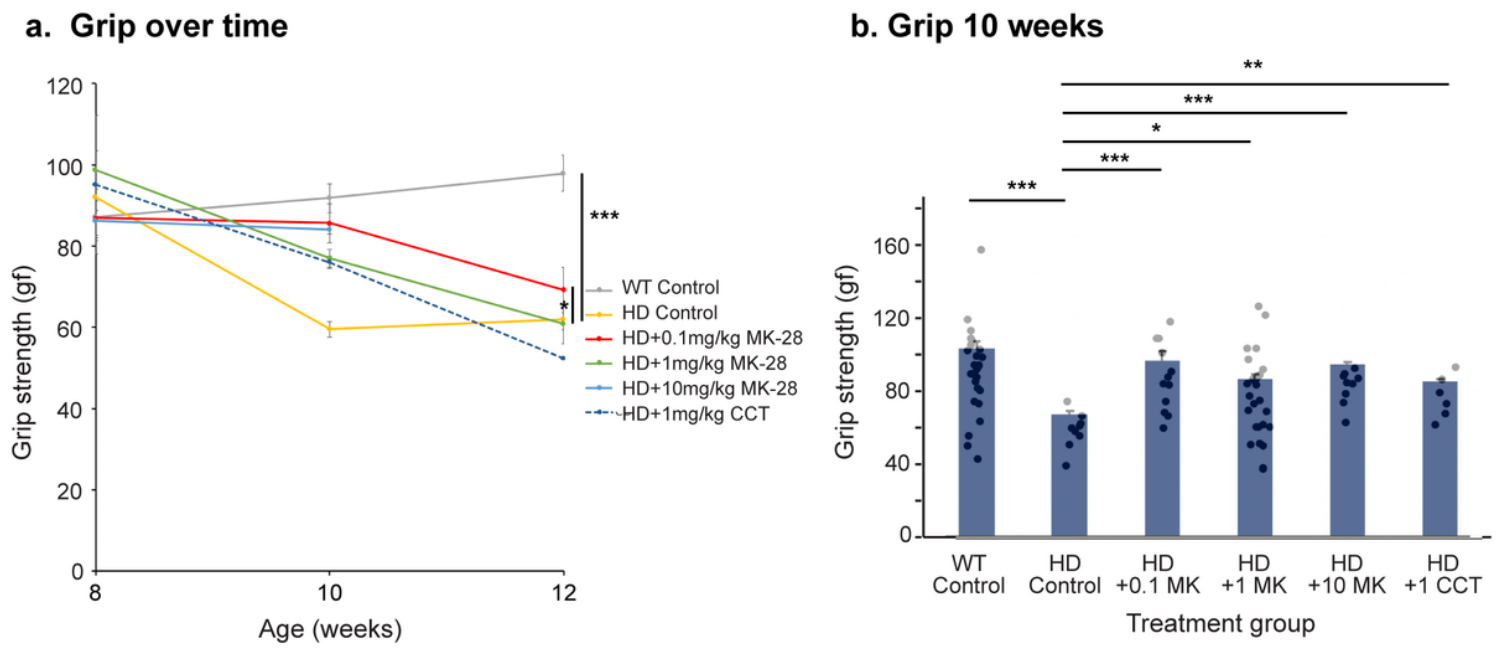 a. Grip over time
120
100
80
60
40
20
0
Grip strength (gf)
8
10
12
Age (weeks)
***
*
WT Control
HD Control
HD+0.1mg/kg MK-28
HD+1mg/kg MK-28
HD+10mg/kg MK-28
HD+1mg/kg CCT
b. Grip 10 weeks
**
***
*
***
***
160
120
80
40
0
Grip strength (gf)
WT Control
HD Control
HD +0.1 MK
HD +1 MK
HD +10 MK
HD +1 CCT
Treatment group